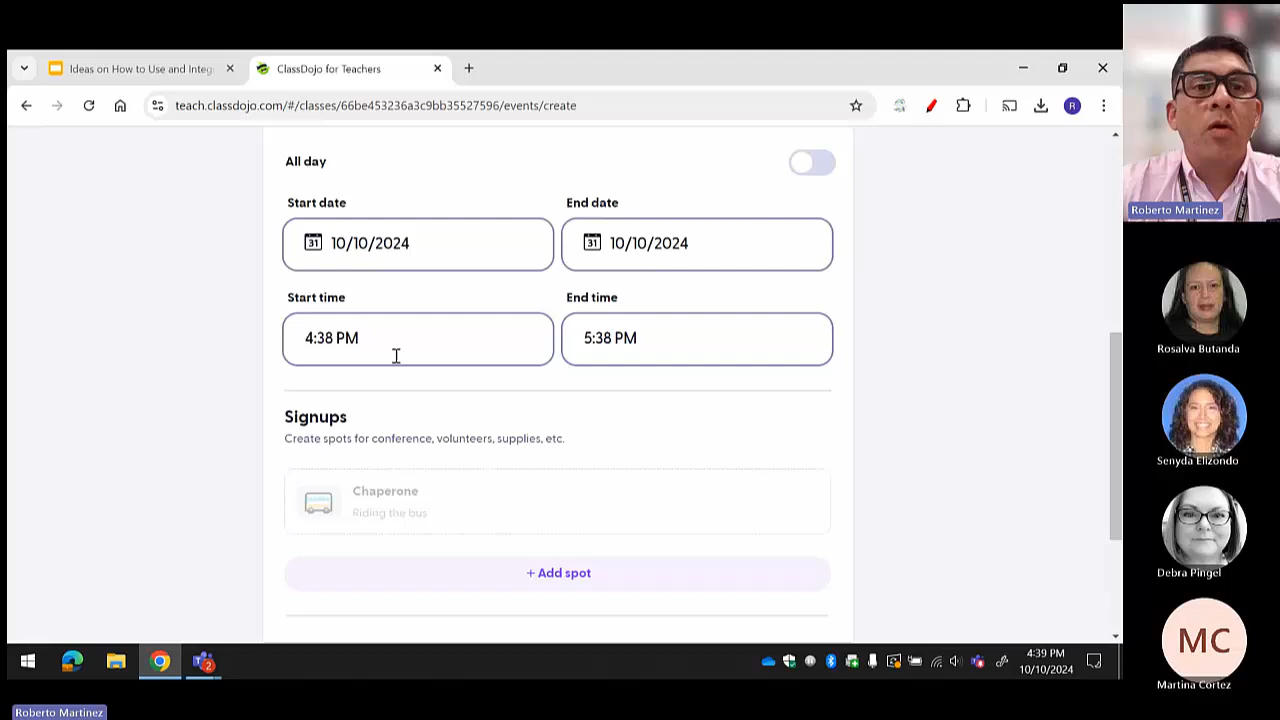 Ideas on How to Use and Integ
ClassDojo for Teachers
teach.classdojo.com/#/classes/66be453236a3c9bb35527596/events/create
R
All day
Start date
End date
31 10/10/2024
31 10/10/2024
Start time
End time
4:38 PM
5:38 PM
Signups
Create spots for conference, volunteers, supplies, etc.
Chaperone
Riding the bus
+ Add spot
2
4:39 PM
10/10/2024
Roberto Martinez
Roberto Martinez
Rosalva Butanda
Senyda Elizondo
Debra Pingel
MC
Martina Cortez